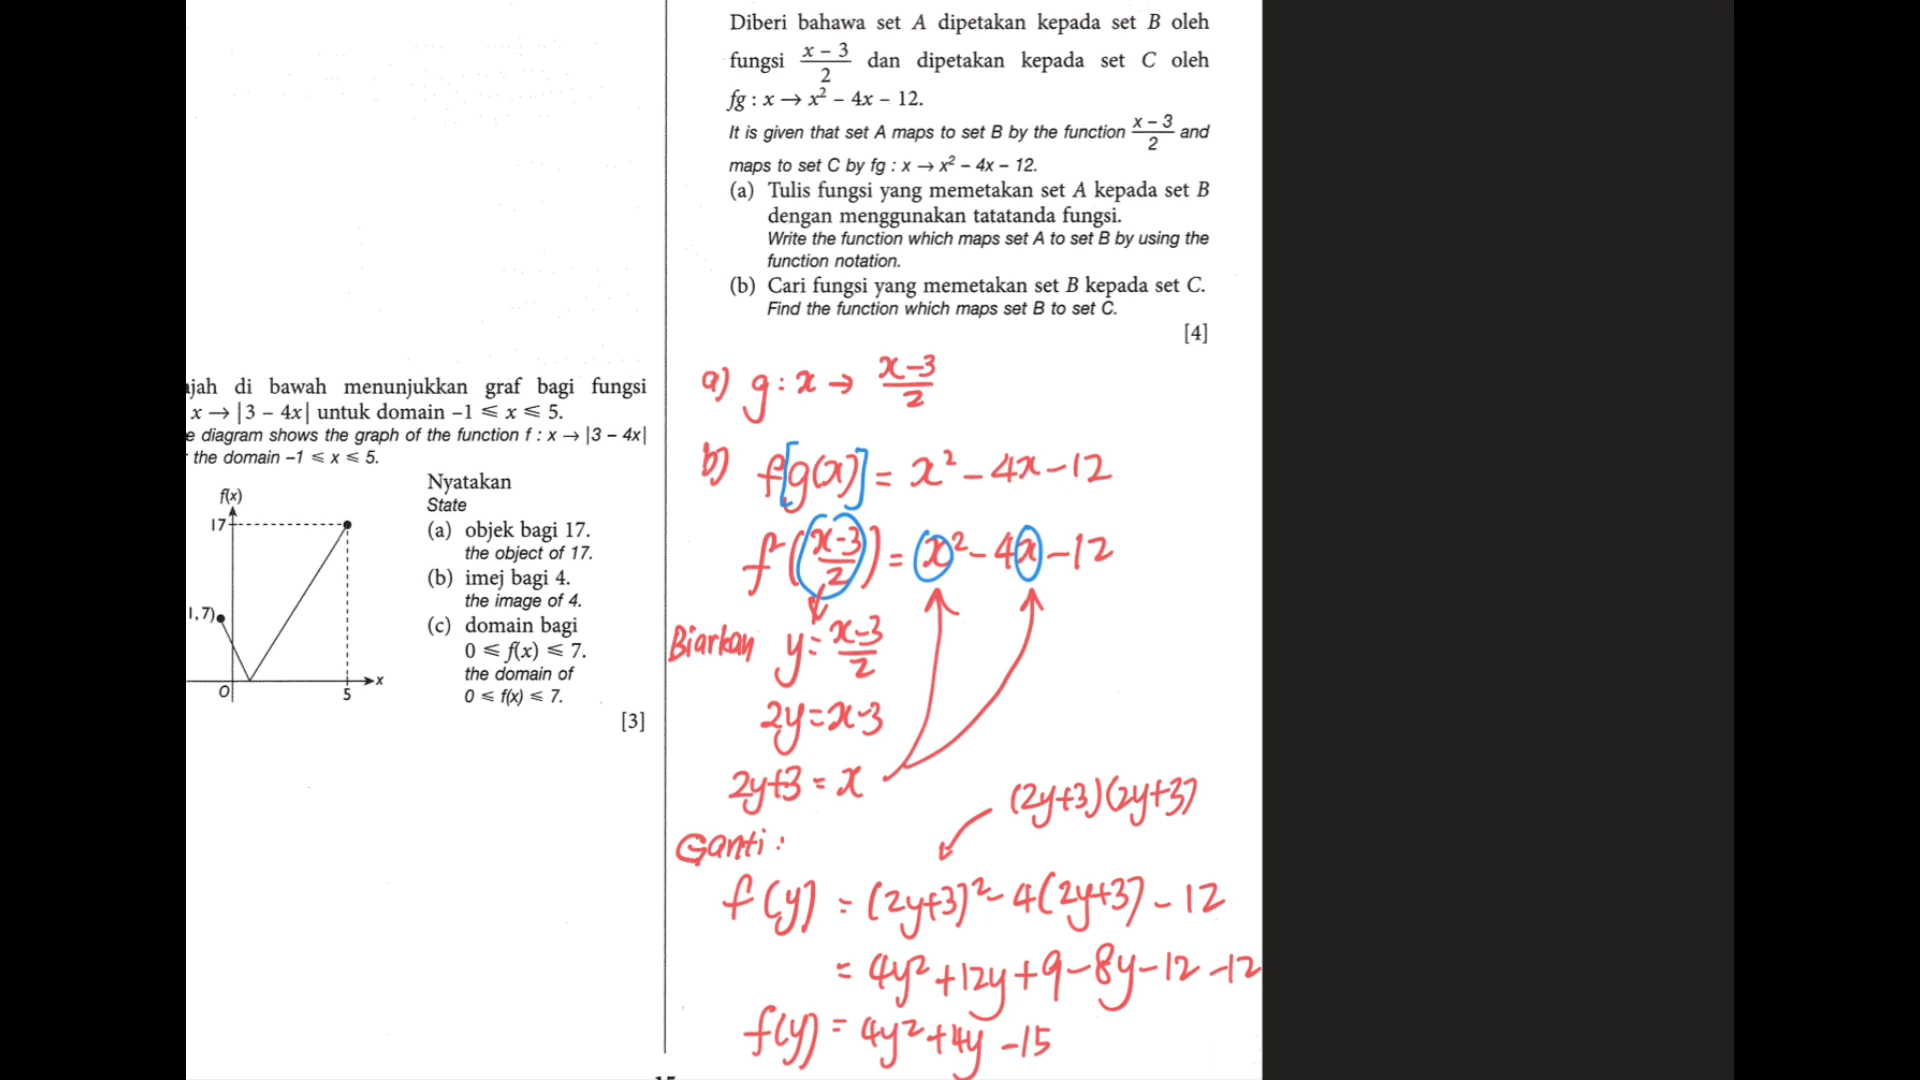 ajah di bawah menunjukkan graf bagi fungsi
x → |3 − 4x| untuk domain −1 ⩽ x ⩽ 5.
e diagram shows the graph of the function f : x → |3 − 4x|
the domain −1 ⩽ x ⩽ 5.
f(x)
17
1, 7)
O
5
x
Nyatakan
State
(a) objek bagi 17.
the object of 17.
(b) imej bagi 4.
the image of 4.
(c) domain bagi
0 ⩽ f(x) ⩽ 7.
the domain of
0 ⩽ f(x) ⩽ 7.
[3]
Diberi bahawa set A dipetakan kepada set B oleh
fungsi (x − 3)/2 dan dipetakan kepada set C oleh
fg : x → x² − 4x − 12.
It is given that set A maps to set B by the function (x − 3)/2 and
maps to set C by fg : x → x² − 4x − 12.
(a) Tulis fungsi yang memetakan set A kepada set B
dengan menggunakan tatatanda fungsi.
Write the function which maps set A to set B by using the
function notation.
(b) Cari fungsi yang memetakan set B kepada set C.
Find the function which maps set B to set C.
[4]
a) g : x → (x−3)/2
b) f[g(x)] = x² − 4x − 12
f((x−3)/2) = x² − 4x − 12
Biarkan y = (x−3)/2
2y = x−3
2y+3 = x
(2y+3)(2y+3)
Ganti :
f(y) = (2y+3)² − 4(2y+3) − 12
= 4y² + 12y + 9 − 8y − 12 − 12
f(y) = 4y² + 4y − 15